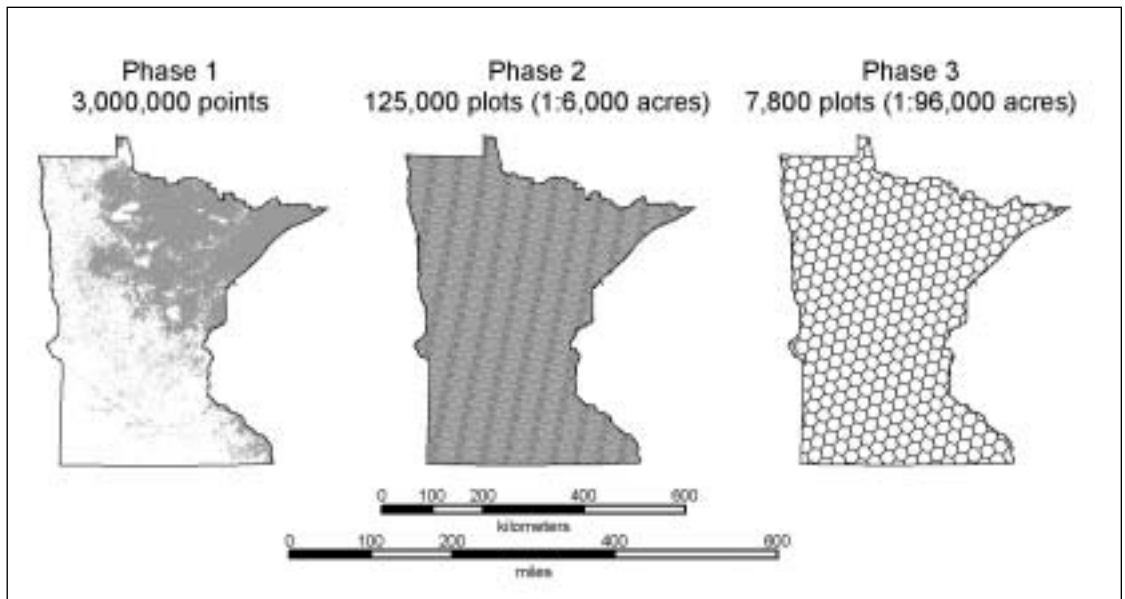 Phase 1
3,000,000 points
Phase 2
125,000 plots (1:6,000 acres)
Phase 3
7,800 plots (1:96,000 acres)
0 100 200 400 600
kilometers
0 100 200 400 600
miles